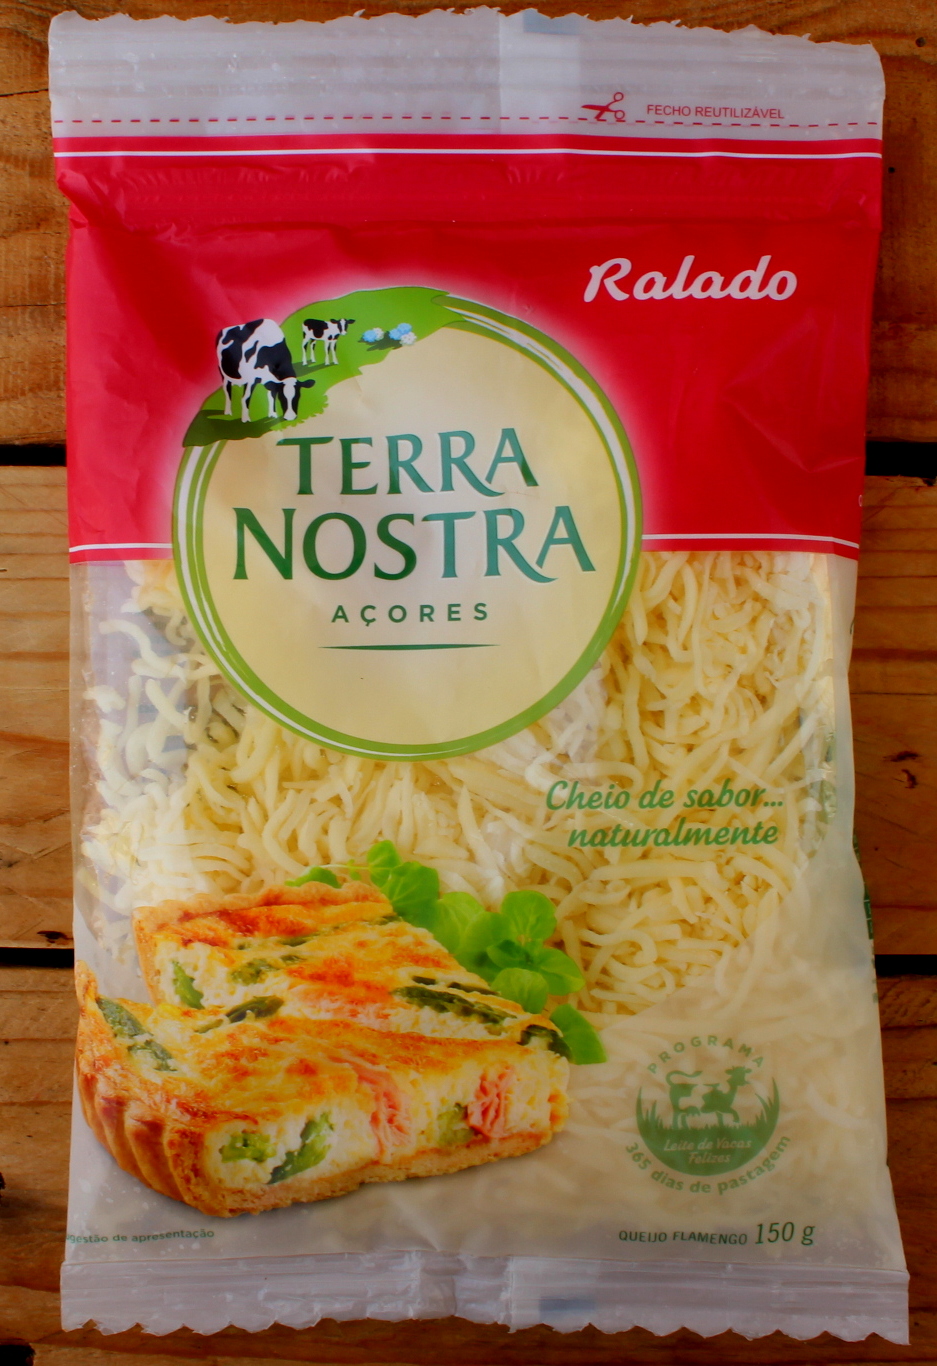 FECHO REUTILIZÁVEL
Ralado
TERRA
NOSTRA
AÇORES
Cheio de sabor...
naturalmente
PROGRAMA
Leite de Vacas
Felizes
365 dias de pastagem
de apresentação
QUEIJO FLAMENGO 150 g